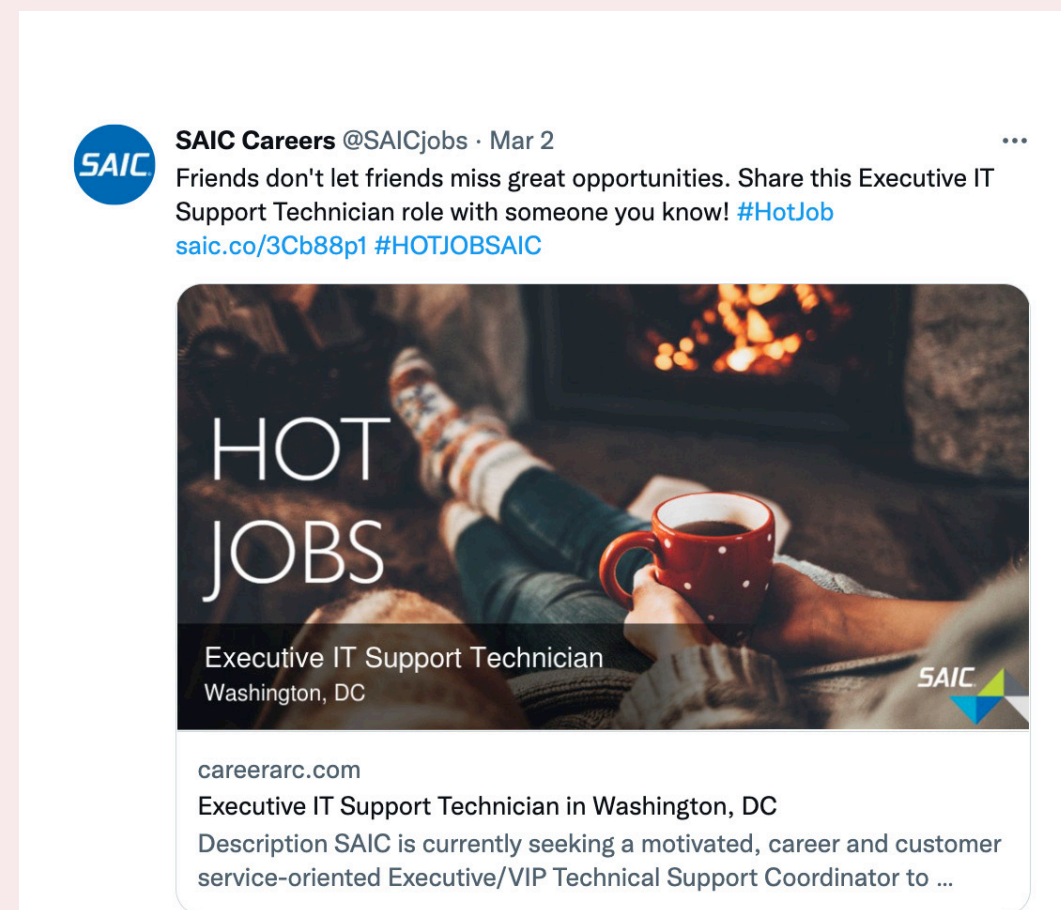 SAIC
SAIC Careers @SAICjobs · Mar 2
Friends don't let friends miss great opportunities. Share this Executive IT
Support Technician role with someone you know! #HotJob
saic.co/3Cb88p1 #HOTJOBSAIC
HOT
JOBS
Executive IT Support Technician
Washington, DC
SAIC
careerarc.com
Executive IT Support Technician in Washington, DC
Description SAIC is currently seeking a motivated, career and customer
service-oriented Executive/VIP Technical Support Coordinator to ...